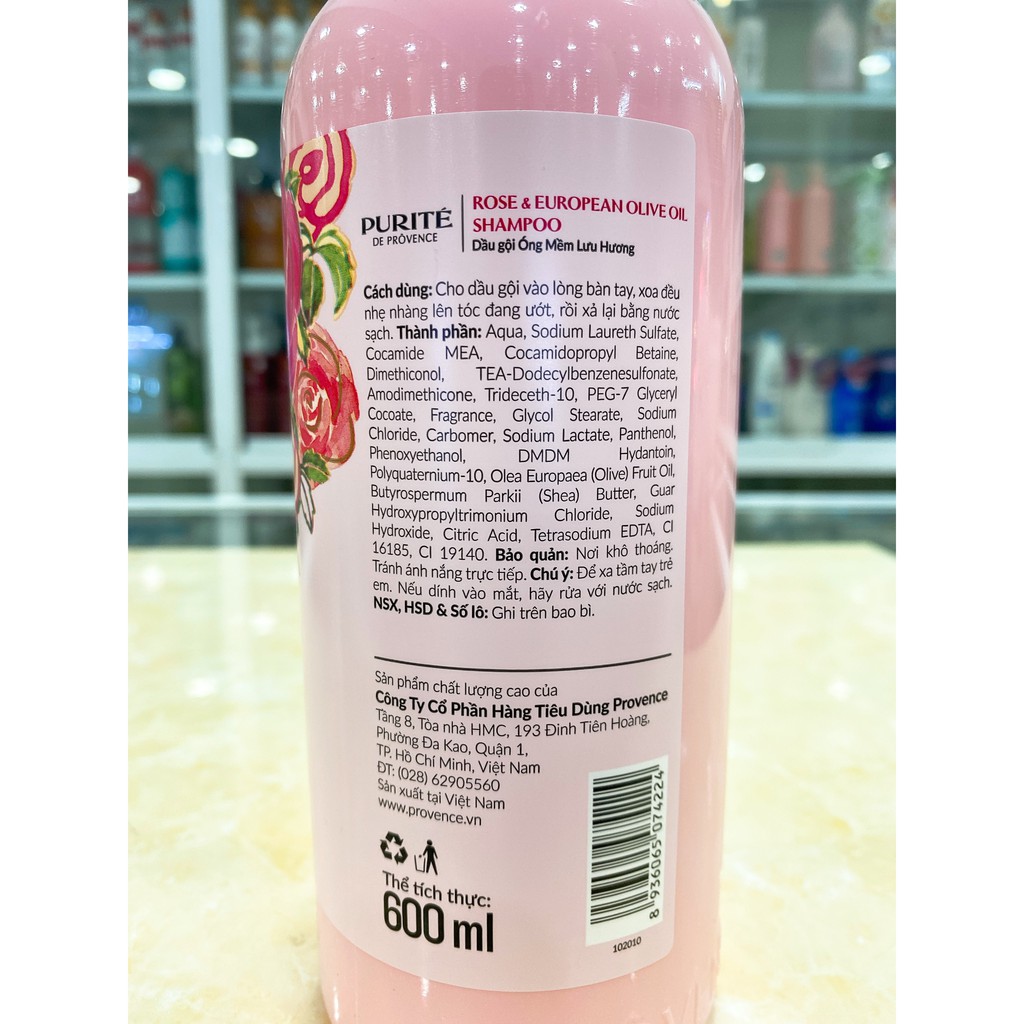 PURITÉ
DE PRÔVENCE
ROSE & EUROPEAN OLIVE OIL
SHAMPOO
Dầu gội Óng Mềm Lưu Hương
Cách dùng: Cho dầu gội vào lòng bàn tay, xoa đều
nhẹ nhàng lên tóc đang ướt, rồi xả lại bằng nước
sạch. Thành phần: Aqua, Sodium Laureth Sulfate,
Cocamide MEA, Cocamidopropyl Betaine,
Dimethiconol, TEA-Dodecylbenzenesulfonate,
Amodimethicone, Trideceth-10, PEG-7 Glyceryl
Cocoate, Fragrance, Glycol Stearate, Sodium
Chloride, Carbomer, Sodium Lactate, Panthenol,
Phenoxyethanol, DMDM Hydantoin,
Polyquaternium-10, Olea Europaea (Olive) Fruit Oil,
Butyrospermum Parkii (Shea) Butter, Guar
Hydroxypropyltrimonium Chloride, Sodium
Hydroxide, Citric Acid, Tetrasodium EDTA, CI
16185, CI 19140. Bảo quản: Nơi khô thoáng.
Tránh ánh nắng trực tiếp. Chú ý: Để xa tầm tay trẻ
em. Nếu dính vào mắt, hãy rửa với nước sạch.
NSX, HSD & Số lô: Ghi trên bao bì.
Sản phẩm chất lượng cao của
Công Ty Cổ Phần Hàng Tiêu Dùng Provence
Tầng 8, Tòa nhà HMC, 193 Đinh Tiên Hoàng,
Phường Đa Kao, Quận 1,
TP. Hồ Chí Minh, Việt Nam
ĐT: (028) 62905560
Sản xuất tại Việt Nam
www.provence.vn
Thể tích thực:
600 ml
8 936065 074224
102010